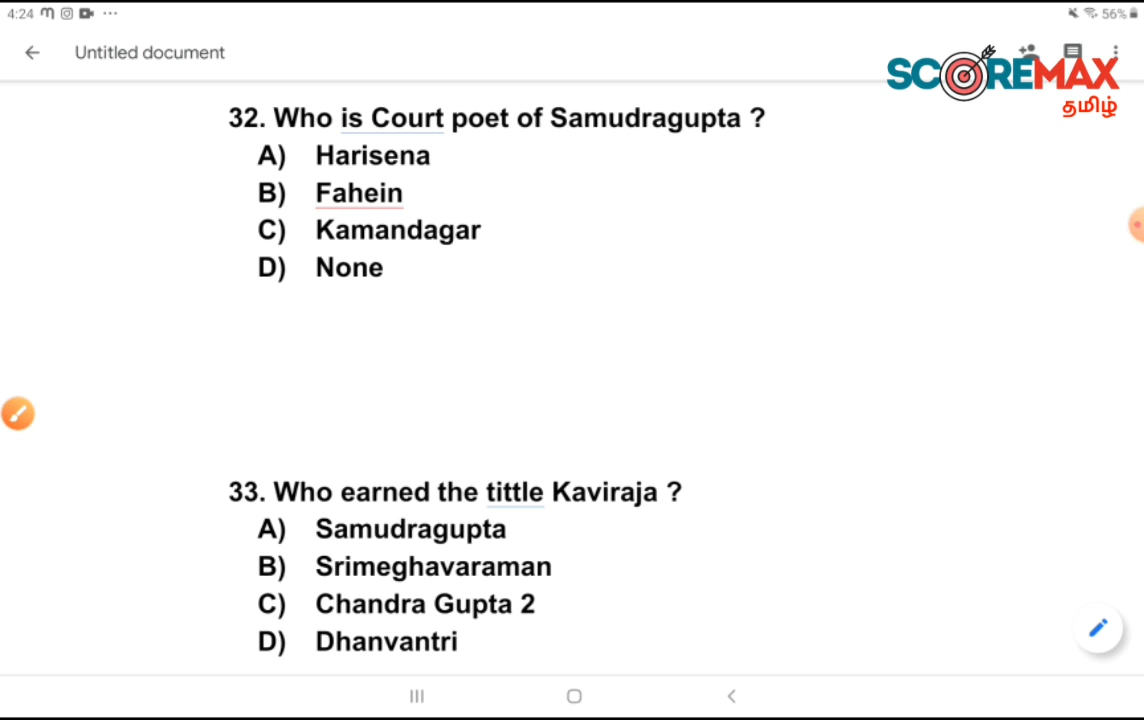 4:24 56%
Untitled document
SCOREMAX
தமிழ்
32. Who is Court poet of Samudragupta ?
A) Harisena
B) Fahein
C) Kamandagar
D) None
33. Who earned the tittle Kaviraja ?
A) Samudragupta
B) Srimeghavaraman
C) Chandra Gupta 2
D) Dhanvantri